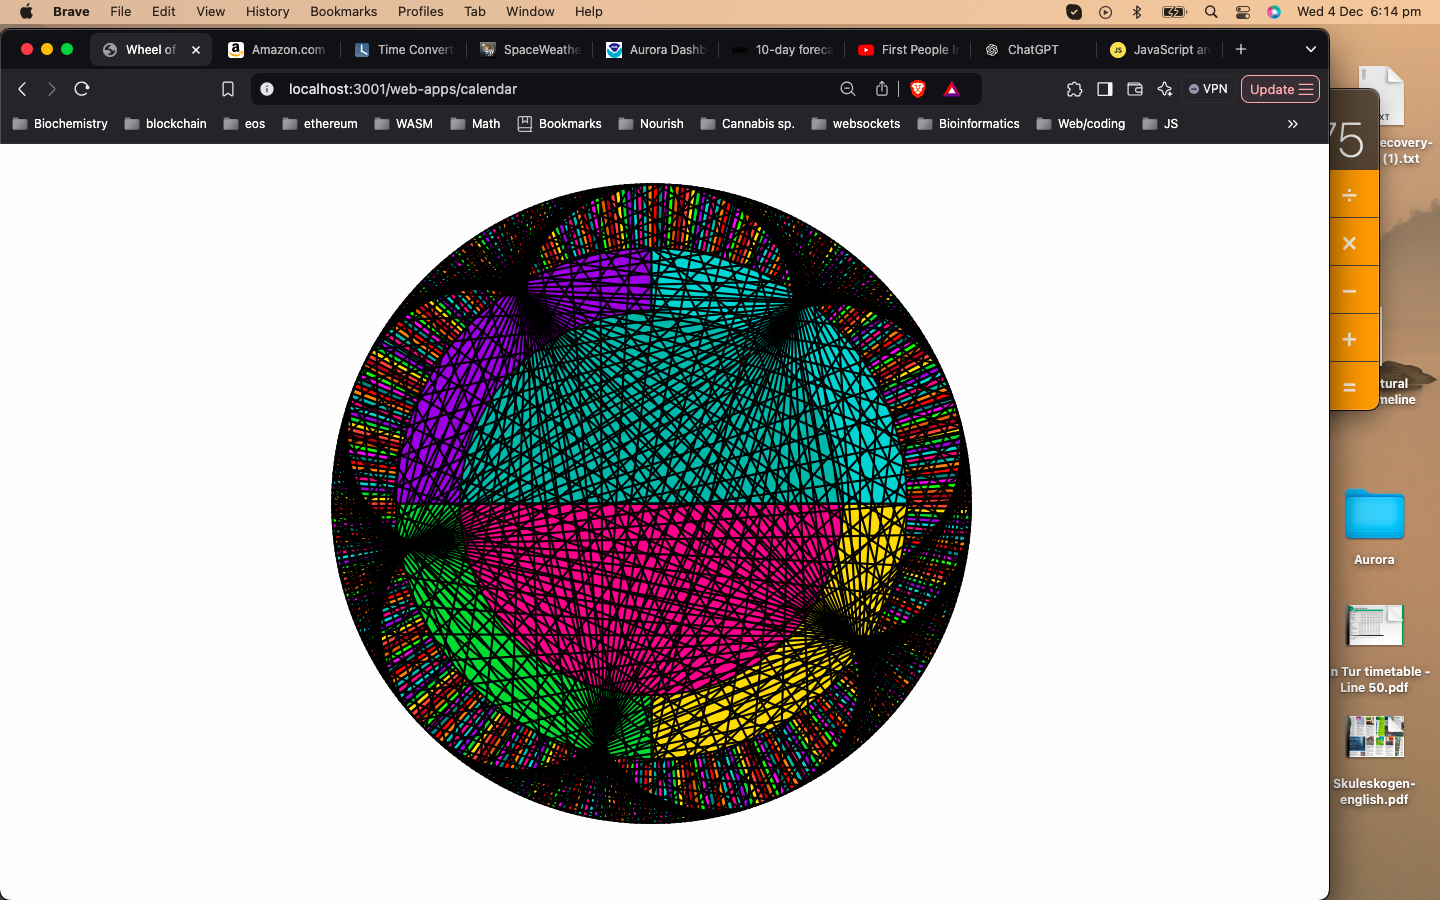 Brave File Edit View History Bookmarks Profiles Tab Window Help Wed 4 Dec 6:14 pm
Wheel of Amazon.com Time Convert SpaceWeathe Aurora Dashb 10-day foreca First People I ChatGPT JS JavaScript ar
localhost:3001/web-apps/calendar VPN Update
Biochemistry blockchain eos ethereum WASM Math Bookmarks Nourish Cannabis sp. websockets Bioinformatics Web/coding JS »
XT
75
ecovery-
(1).txt
÷
×
−
+
=
tural
meline
Aurora
n Tur timetable -
Line 50.pdf
Skuleskogen-
english.pdf